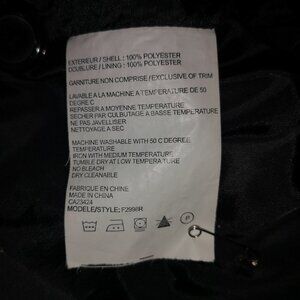 EXTERIEUR / SHELL : 100% POLYESTER
DOUBLURE / LINING : 100% POLYESTER
GARNITURE NON COMPRISE / EXCLUSIVE OF TRIM
LAVABLE A LA MACHINE A TEMPERATURE DE 50
DEGRE C
REPASSER A MOYENNE TEMPERATURE
SECHER PAR CULBUTAGE A BASSE TEMPERATURE
NE PAS JAVELLISER
NETTOYAGE A SEC
MACHINE WASHABLE WITH 50 C DEGREE
TEMPERATURE
IRON WITH MEDIUM TEMPERATURE
TUMBLE DRY AT LOW TEMPERATURE
NO BLEACH
DRY CLEANABLE
FABRIQUE EN CHINE
MADE IN CHINA
CA23424
MODELE/STYLE: F2998R
P